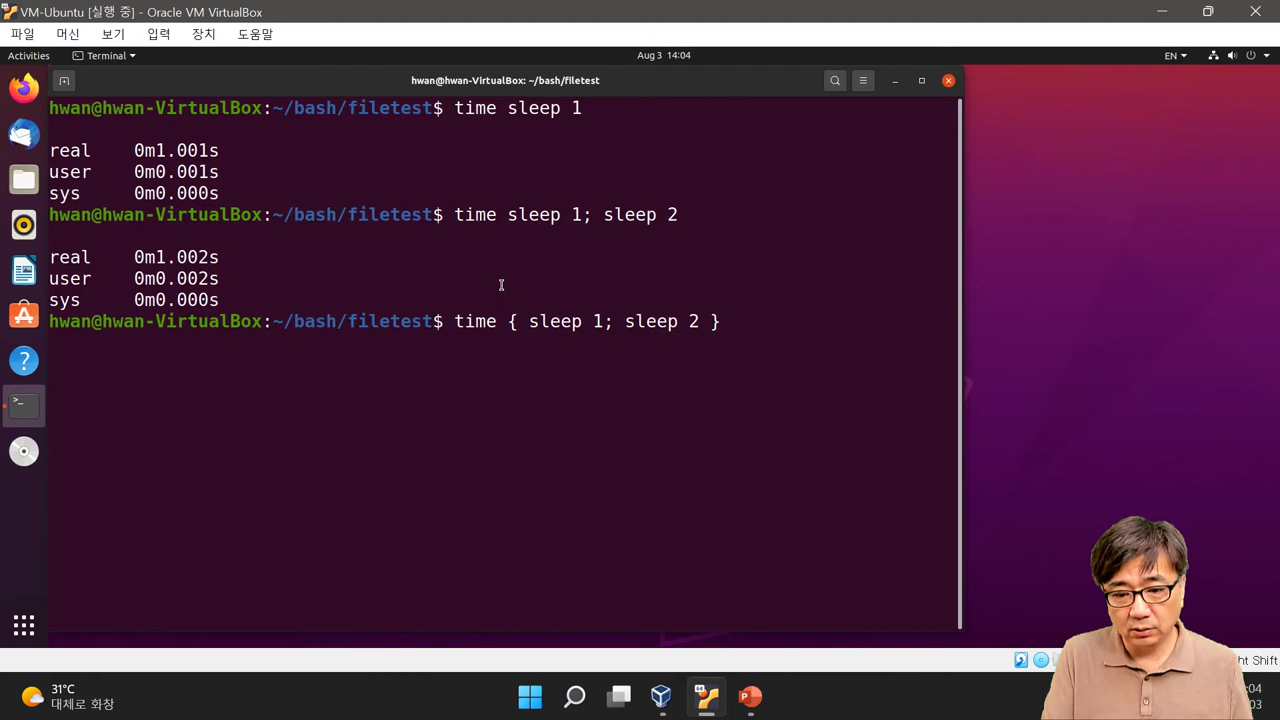 VM-Ubuntu [실행 중] - Oracle VM VirtualBox
파일 머신 보기 입력 장치 도움말
Activities Terminal Aug 3 14:04 EN
hwan@hwan-VirtualBox: ~/bash/filetest
hwan@hwan-VirtualBox:~/bash/filetest$ time sleep 1
real 0m1.001s
user 0m0.001s
sys 0m0.000s
hwan@hwan-VirtualBox:~/bash/filetest$ time sleep 1; sleep 2
real 0m1.002s
user 0m0.002s
sys 0m0.000s
hwan@hwan-VirtualBox:~/bash/filetest$ time { sleep 1; sleep 2 }
Shift
31°C
대체로 화창